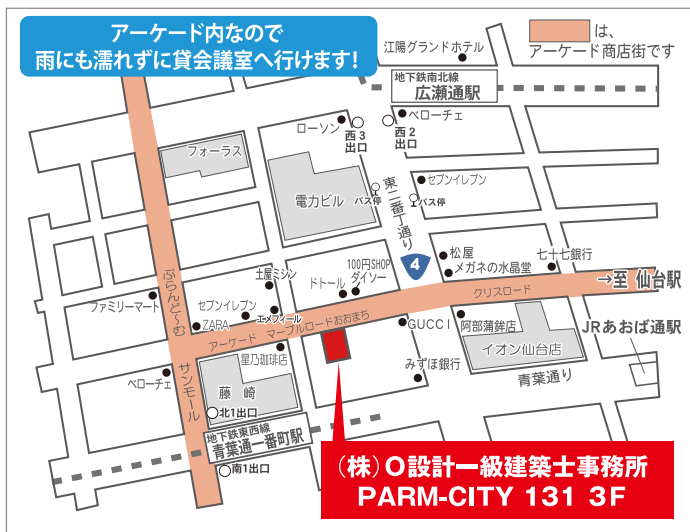 アーケード内なので
雨にも濡れずに貸会議室へ行けます!
は、
アーケード商店街です
江陽グランドホテル
地下鉄南北線
広瀬通駅
ベローチェ
ローソン
西3
出口
西2
出口
フォーラス
電力ビル
バス停
セブンイレブン
バス停
東二番丁通り
4
松屋
メガネの水晶堂
七十七銀行
→至 仙台駅
クリスロード
100円SHOP
ダイソー
ドトール
土屋ミシン
セブンイレブン
エメフィール
ファミリーマート
ぶらんど〜む
ZARA
アーケード マーブルロードおおまち
星乃珈琲店
GUCCI
阿部蒲鉾店
イオン仙台店
JRあおば通駅
青葉通り
みずほ銀行
ベローチェ
サンモール
藤 崎
北1出口
地下鉄東西線
青葉通一番町駅
南1出口
(株)O設計一級建築士事務所
PARM-CITY 131 3F